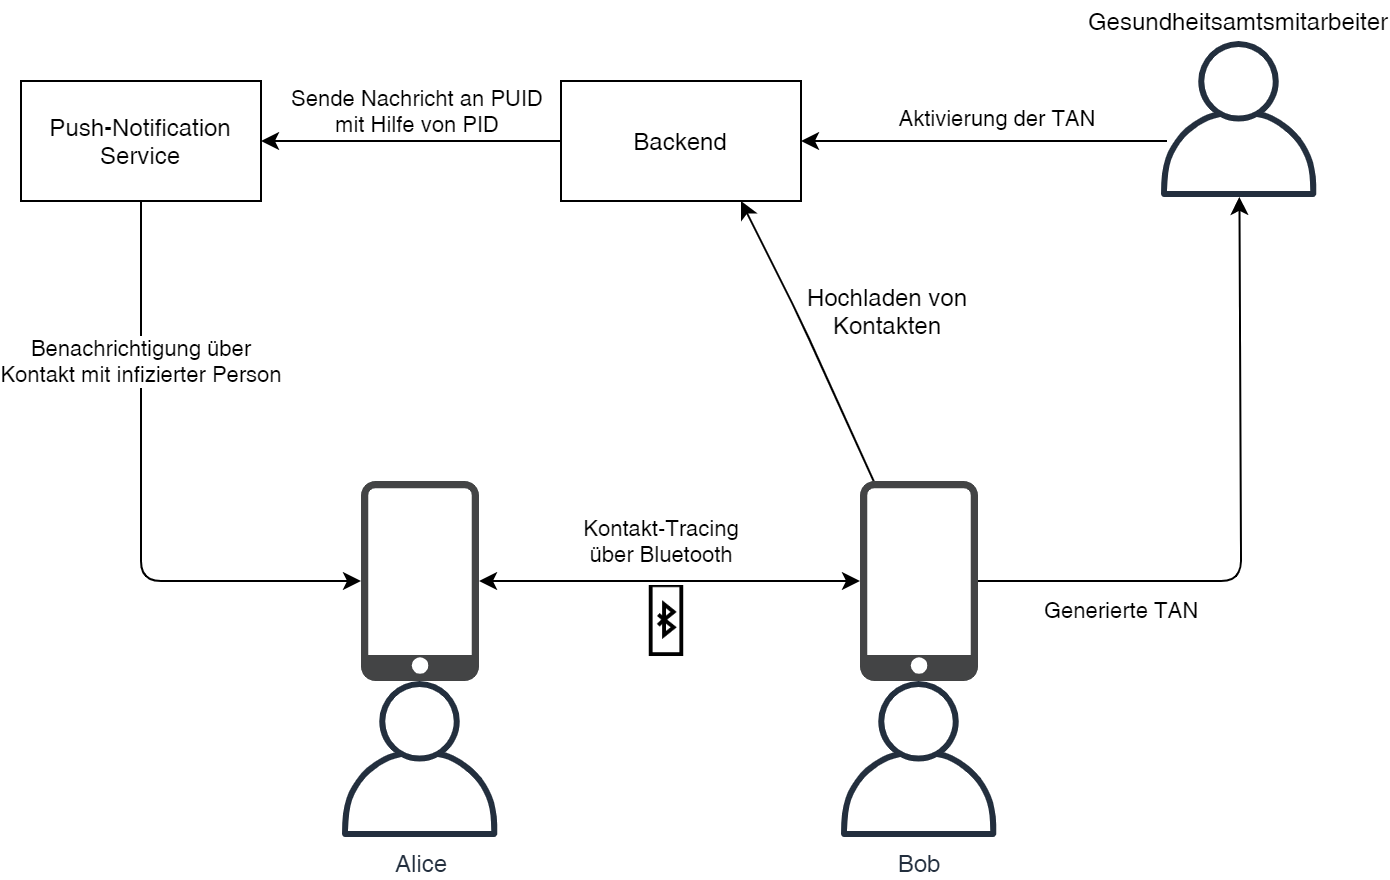 Gesundheitsamtsmitarbeiter
Sende Nachricht an PUID
mit Hilfe von PID
Aktivierung der TAN
Push-Notification
Service
Backend
Hochladen von
Kontakten
Benachrichtigung über
Kontakt mit infizierter Person
Kontakt-Tracing
über Bluetooth
Generierte TAN
Alice
Bob